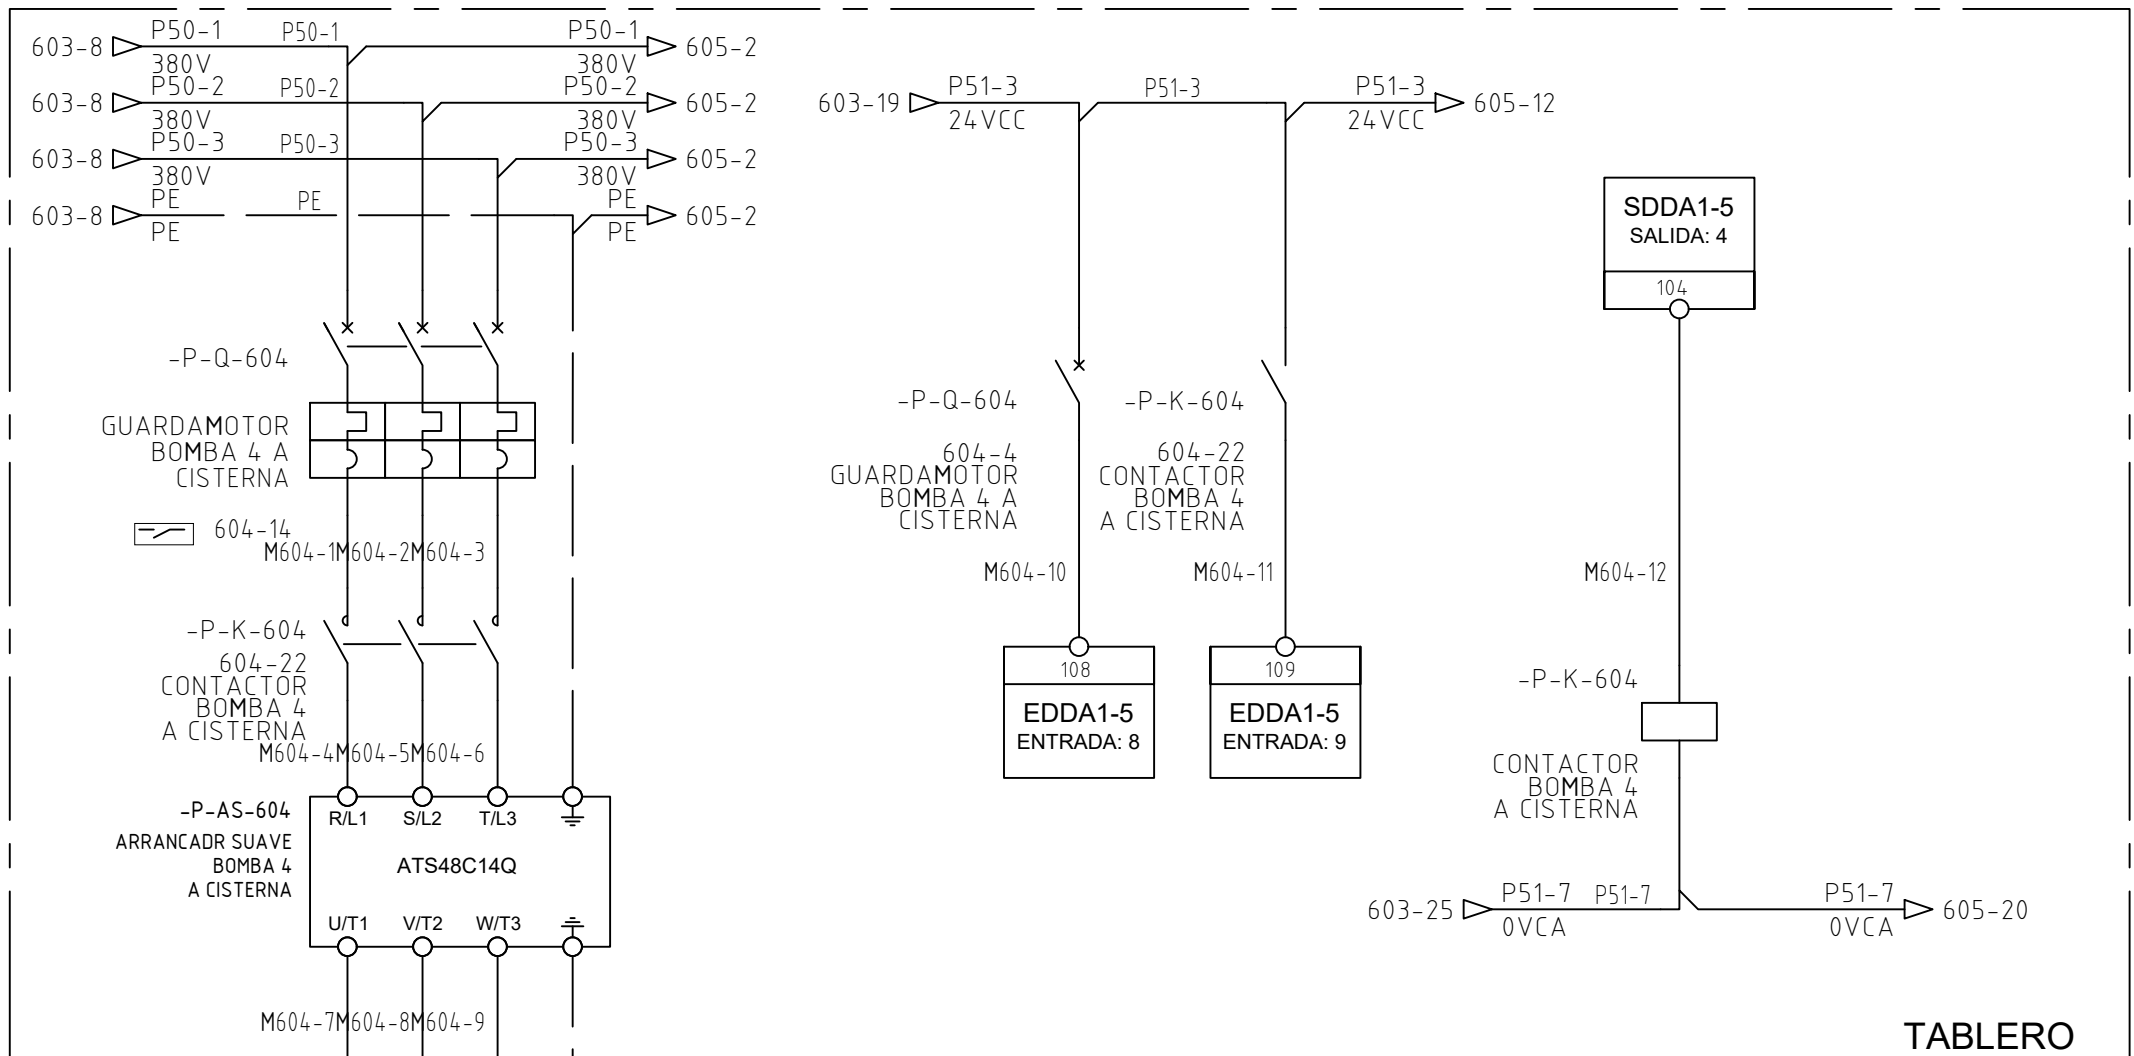 603-8 P50-1 P50-1 P50-1 605-2
380V 380V
603-8 P50-2 P50-2 P50-2 605-2
380V 380V
603-8 P50-3 P50-3 P50-3 605-2
380V 380V
603-8 PE PE PE 605-2
PE PE
-P-Q-604
GUARDAMOTOR
BOMBA 4 A
CISTERNA
604-14
M604-1 M604-2 M604-3
-P-K-604
604-22
CONTACTOR
BOMBA 4
A CISTERNA
M604-4 M604-5 M604-6
-P-AS-604
ARRANCADR SUAVE
BOMBA 4
A CISTERNA
R/L1 S/L2 T/L3
ATS48C14Q
U/T1 V/T2 W/T3
M604-7 M604-8 M604-9
603-19 P51-3 P51-3 P51-3 605-12
24VCC 24VCC
-P-Q-604
604-4
GUARDAMOTOR
BOMBA 4 A
CISTERNA
M604-10
108
EDDA1-5
ENTRADA: 8
-P-K-604
604-22
CONTACTOR
BOMBA 4
A CISTERNA
M604-11
109
EDDA1-5
ENTRADA: 9
SDDA1-5
SALIDA: 4
104
M604-12
-P-K-604
CONTACTOR
BOMBA 4
A CISTERNA
603-25 P51-7 P51-7 P51-7 605-20
0VCA 0VCA
TABLERO